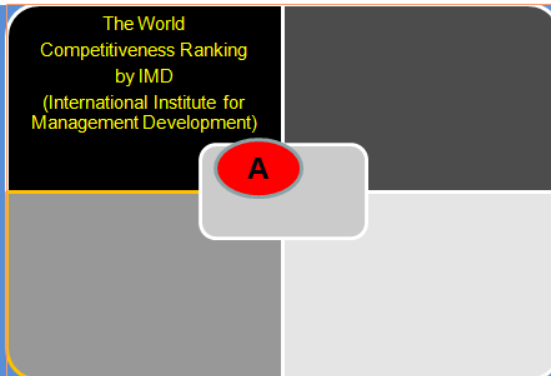 The World
Competitiveness Ranking
by IMD
(International Institute for
Management Development)
A